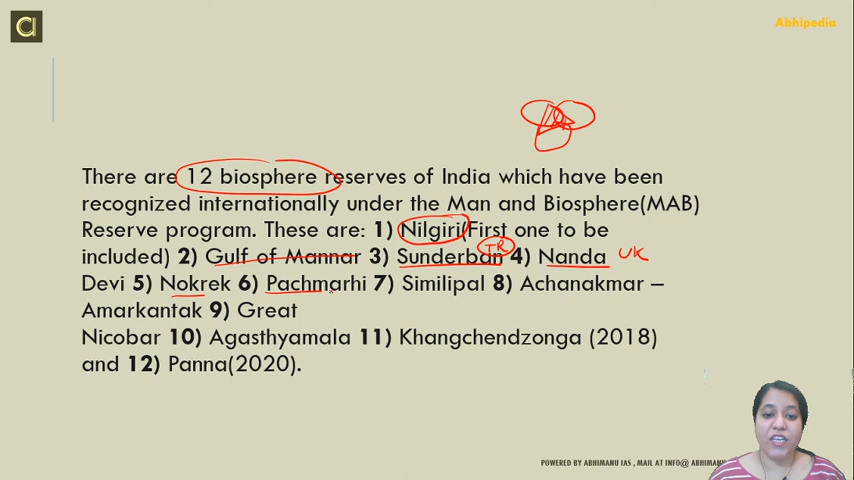 Abhipedia
There are 12 biosphere reserves of India which have been
recognized internationally under the Man and Biosphere(MAB)
Reserve program. These are: 1) Nilgiri(First one to be
TR
included) 2) Gulf of Mannar 3) Sunderban 4) Nanda UK
Devi 5) Nokrek 6) Pachmarhi 7) Similipal 8) Achanakmar –
Amarkantak 9) Great
Nicobar 10) Agasthyamala 11) Khangchendzonga (2018)
and 12) Panna(2020).
POWERED BY ABHIMANU IAS , MAIL AT INFO@ ABHIMANU